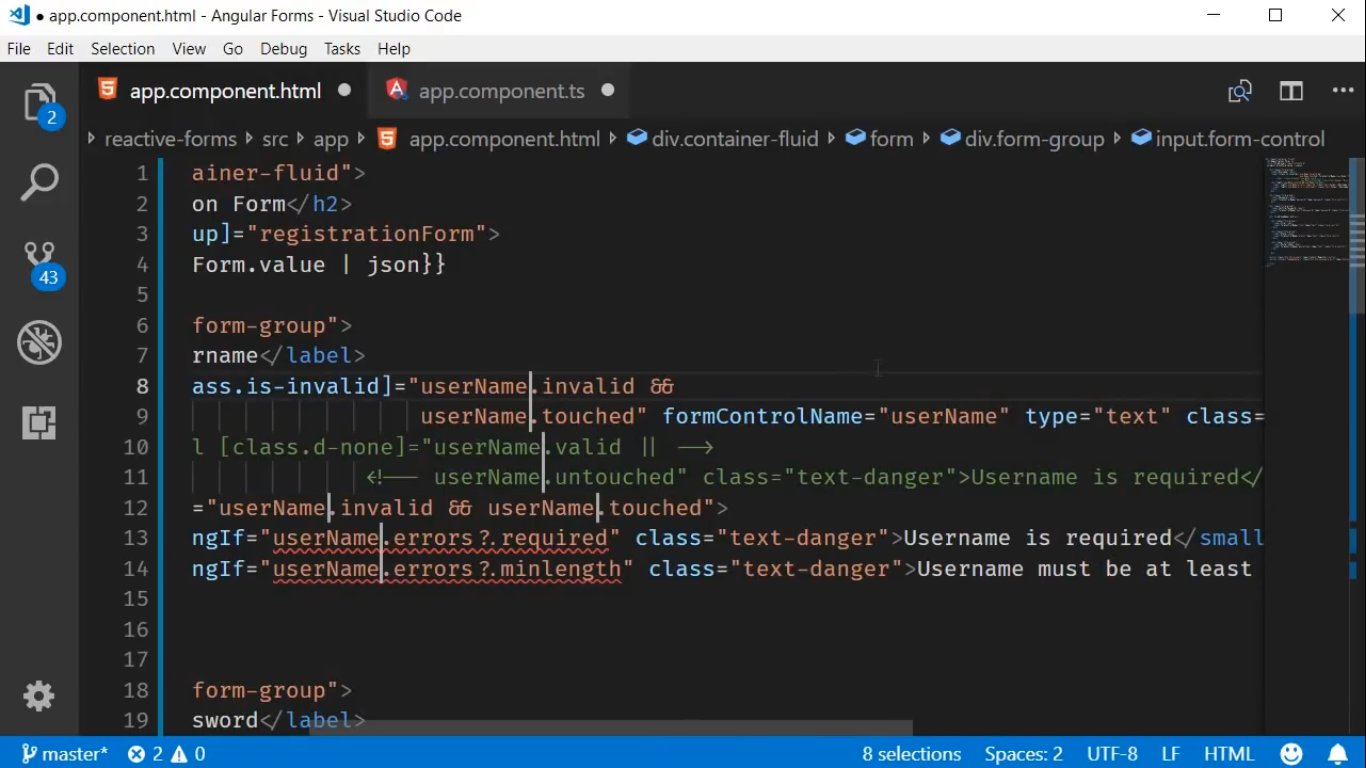 app.component.html - Angular Forms - Visual Studio Code
File Edit Selection View Go Debug Tasks Help
app.component.html app.component.ts
reactive-forms src app app.component.html div.container-fluid form div.form-group input.form-control
1 ainer-fluid">
2 on Form</h2>
3 up]="registrationForm">
4 Form.value | json}}
5
6 form-group">
7 rname</label>
8 ass.is-invalid]="userName.invalid &&
9 userName.touched" formControlName="userName" type="text" class=
10 l [class.d-none]="userName.valid || -->
11 <!-- userName.untouched" class="text-danger">Username is required</
12 ="userName.invalid && userName.touched">
13 ngIf="userName.errors?.required" class="text-danger">Username is required</small
14 ngIf="userName.errors?.minlength" class="text-danger">Username must be at least
15
16
17
18 form-group">
19 sword</label>
2
43
master* 2 0 8 selections Spaces: 2 UTF-8 LF HTML